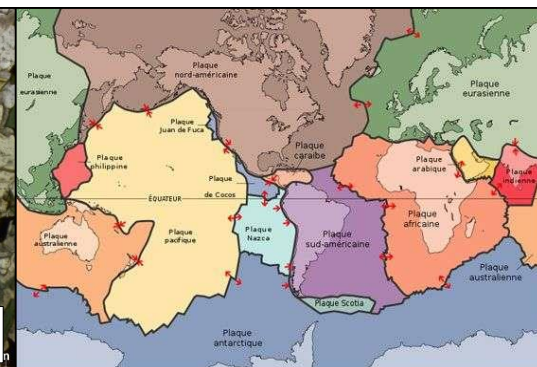 Plaque
eurasienne
Plaque
nord-américaine
Plaque
Juan de Fuca
Plaque
philippine
Plaque
caraïbe
Plaque
de Cocos
ÉQUATEUR
Plaque
australienne
Plaque
pacifique
Plaque
Nazca
Plaque
sud-américaine
Plaque Scotia
Plaque
antarctique
Plaque
eurasienne
Plaque
arabique
Plaque
indienne
Plaque
africaine
Plaque
australienne
n